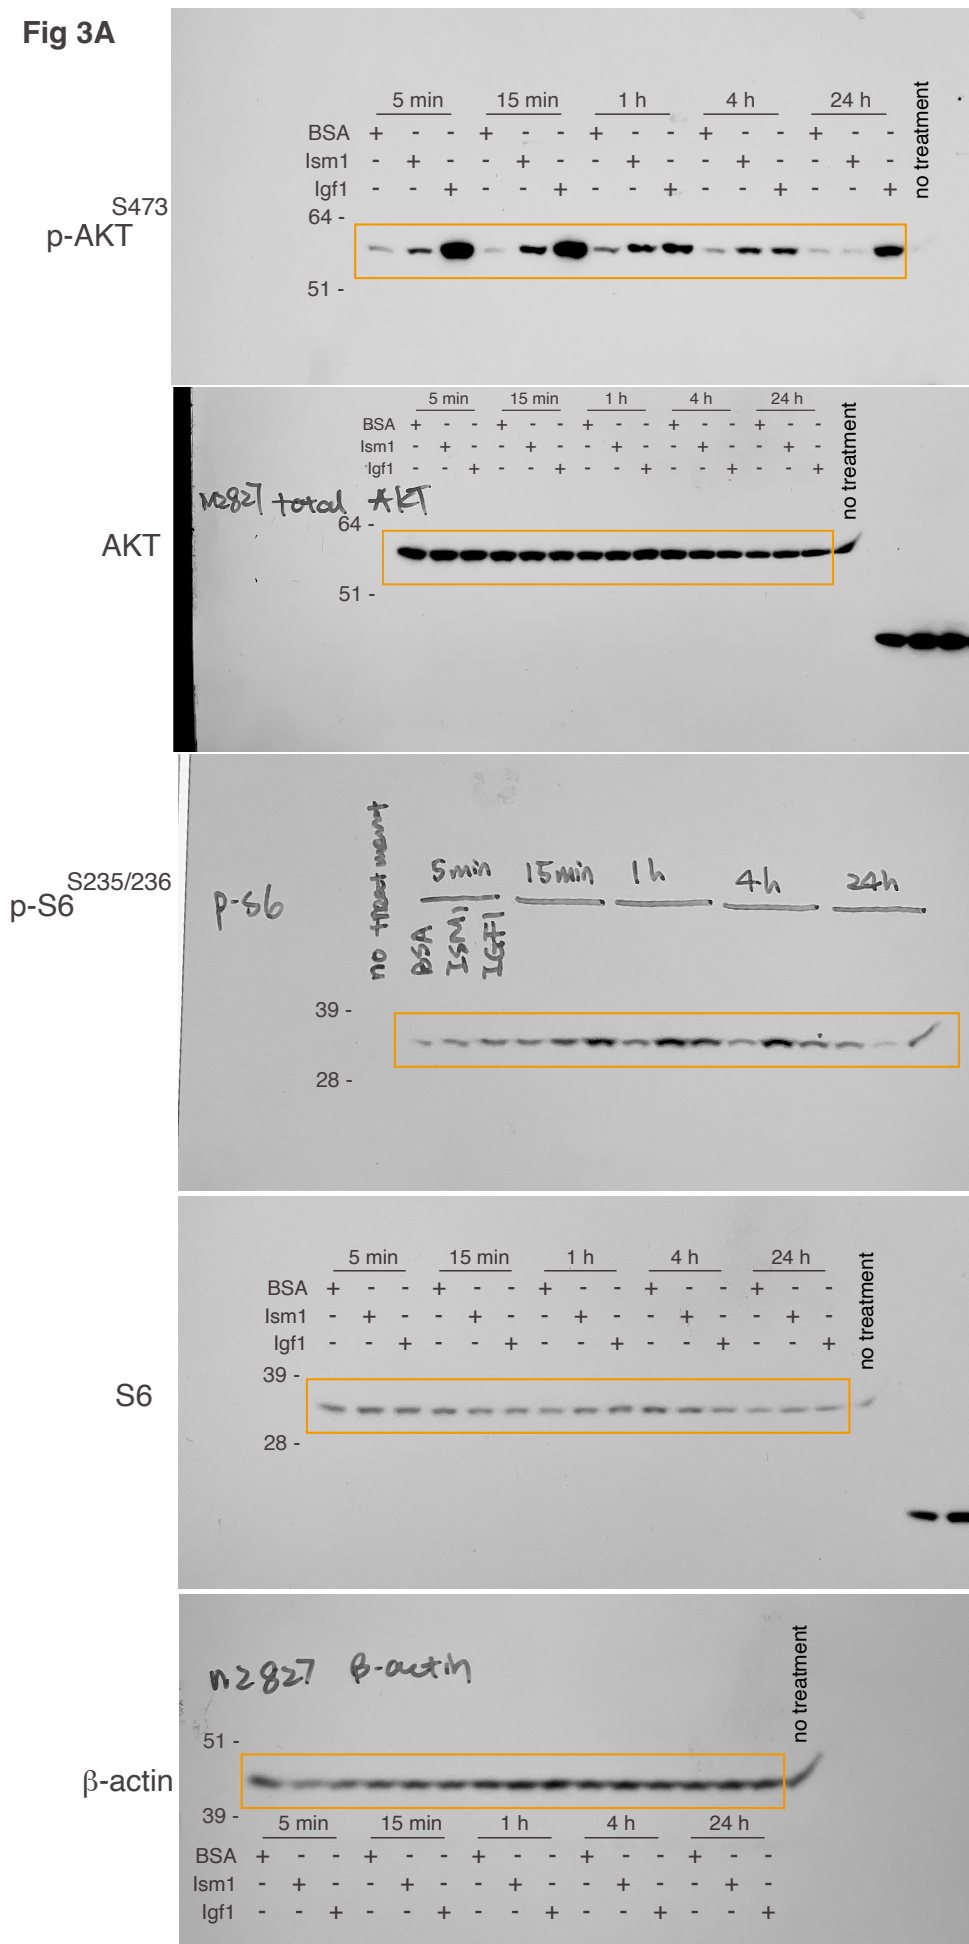 Fig 3A
5 min 15 min 1 h 4 h 24 h no treatment
BSA + - - + - - + - - + - - + - -
Ism1 - + - - + - - + - - + - - + -
Igf1 - - + - - + - - + - - + - - +
p-AKT S473
64 -
51 -
5 min 15 min 1 h 4 h 24 h no treatment
BSA + - - + - - + - - + - - + - -
Ism1 - + - - + - - + - - + - - + -
Igf1 - - + - - + - - + - - + - - +
total AKT
AKT
64 -
51 -
p-S6 S235/236
p-S6
no treatment 5min 15min 1h 4h 24h
BSA ISM1 IGF1
39 -
28 -
5 min 15 min 1 h 4 h 24 h no treatment
BSA + - - + - - + - - + - - + - -
Ism1 - + - - + - - + - - + - - + -
Igf1 - - + - - + - - + - - + - - +
S6
39 -
28 -
n2827 β-actin
no treatment
51 -
β-actin
39 -
5 min 15 min 1 h 4 h 24 h
BSA + - - + - - + - - + - - + - -
Ism1 - + - - + - - + - - + - - + -
Igf1 - - + - - + - - + - - + - - +